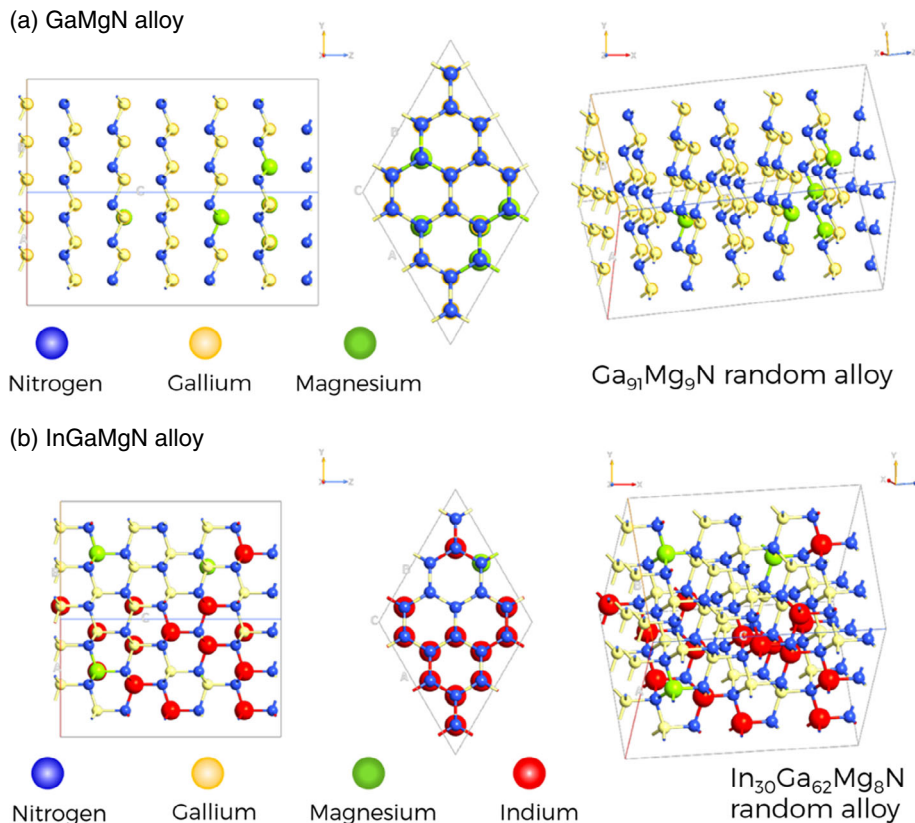 (a) GaMgN alloy
Y
X
Z
Y
Z
X
Y
X
Z
B
C
A
C
A
Nitrogen
Gallium
Magnesium
Ga₉₁Mg₉N random alloy
(b) InGaMgN alloy
Y
X
Z
Y
Z
X
Y
X
B
C
A
B
C
A
A
Nitrogen
Gallium
Magnesium
Indium
In₃₀Ga₆₂Mg₈N
random alloy